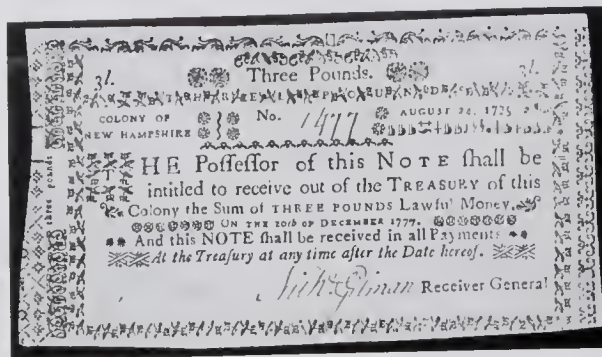 3l. Three Pounds. 3l.
COLONY OF
NEW HAMPSHIRE
No. 1477
AUGUST 24, 1775
three pounds
THE Poſſeſſor of this NOTE ſhall be
intitled to receive out of the TREASURY of this
Colony the Sum of THREE POUNDS Lawful Money,
ON THE 20th OF DECEMBER 1777.
And this NOTE ſhall be received in all Payments
At the Treaſury at any time after the Date hereof.
Nichs Gilman Receiver General